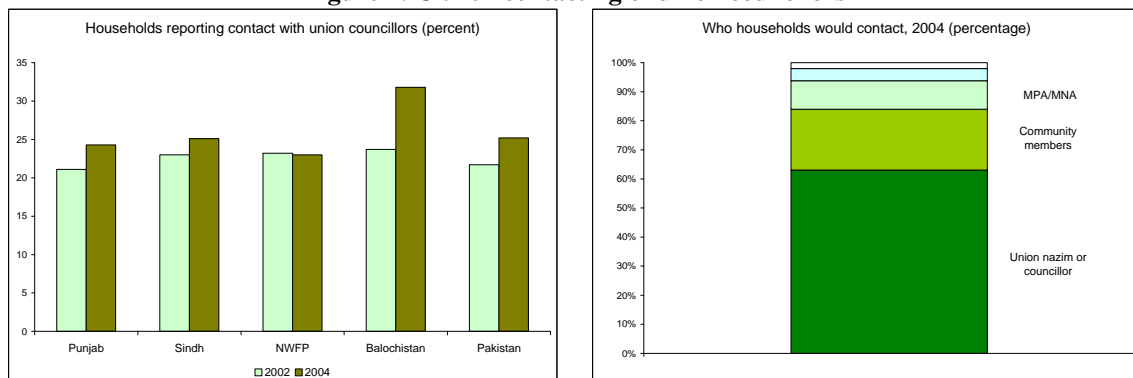 Households reporting contact with union councillors (percent)
35
30
25
20
15
10
5
0
Punjab Sindh NWFP Balochistan Pakistan
2002 2004
Who households would contact, 2004 (percentage)
100%
90%
80%
70%
60%
50%
40%
30%
20%
10%
0%
MPA/MNA
Community
members
Union nazim or
councillor